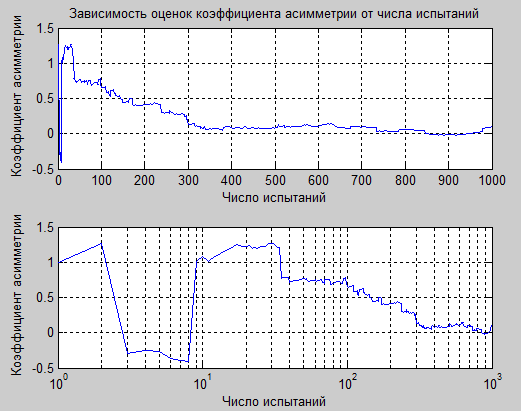 Зависимость оценок коэффициента асимметрии от числа испытаний
Коэффициент асимметрии
1.5
1
0.5
0
-0.5
0 100 200 300 400 500 600 700 800 900 1000
Число испытаний
Коэффициент асимметрии
1.5
1
0.5
0
-0.5
10^0 10^1 10^2 10^3
Число испытаний